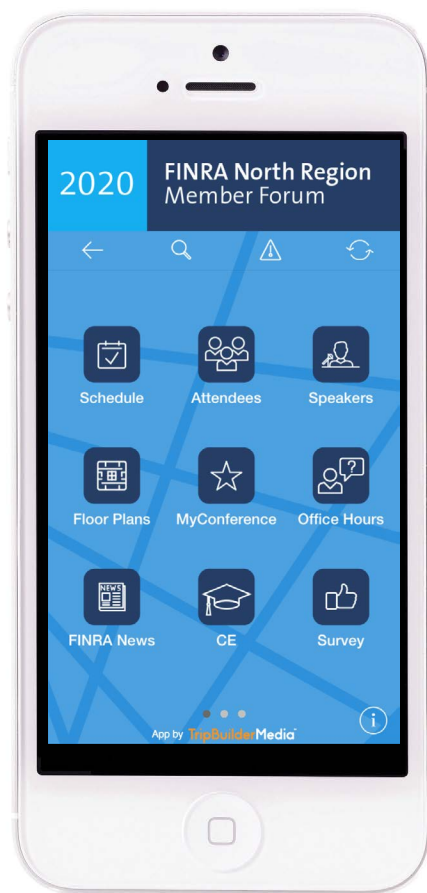 2020
FINRA North Region
Member Forum
Schedule
Attendees
Speakers
Floor Plans
MyConference
Office Hours
?
NEWS
FINRA News
CE
Survey
i
App by TripBuilderMedia